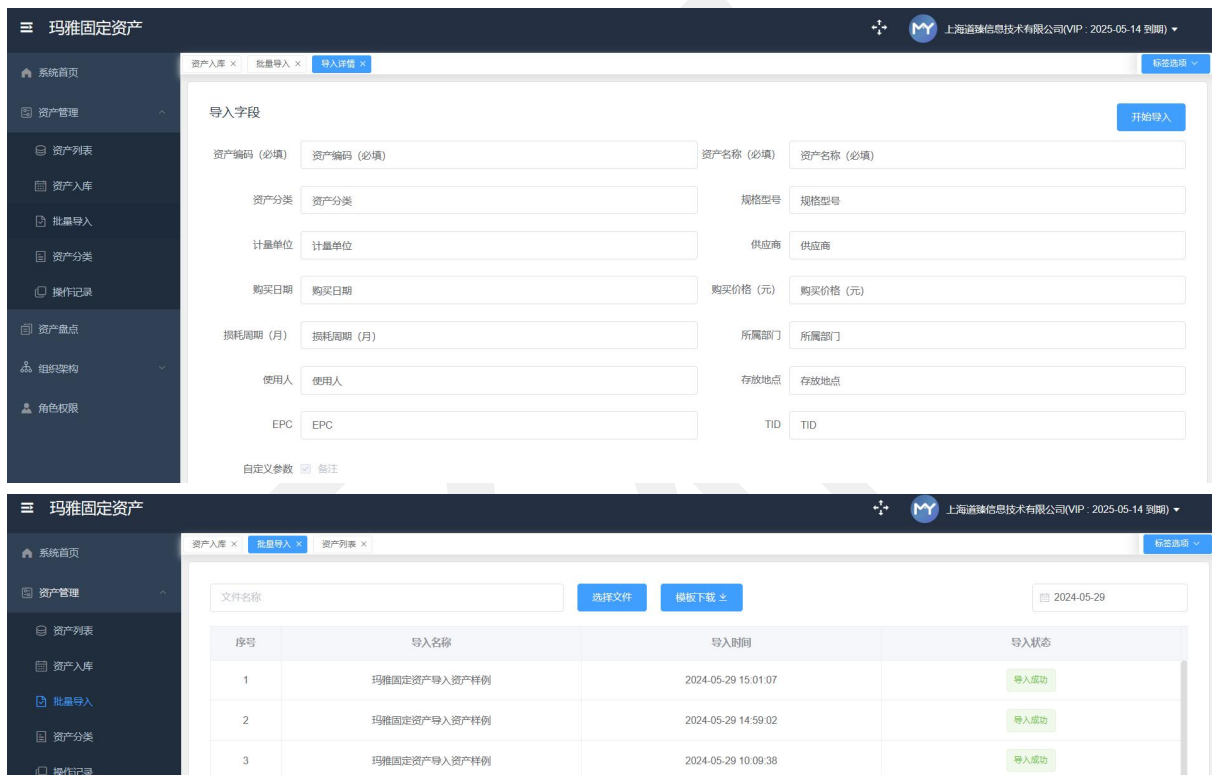 玛雅固定资产
上海道臻信息技术有限公司(VIP : 2025-05-14 到期)
系统首页
资产管理
资产列表
资产入库
批量导入
资产分类
操作记录
资产盘点
组织架构
角色权限
资产入库 × 批量导入 × 导入详情 ×
标签选项
导入字段
开始导入
资产编码（必填） 资产编码（必填） 资产名称（必填） 资产名称（必填）
资产分类 资产分类 规格型号 规格型号
计量单位 计量单位 供应商 供应商
购买日期 购买日期 购买价格（元） 购买价格（元）
损耗周期（月） 损耗周期（月） 所属部门 所属部门
使用人 使用人 存放地点 存放地点
EPC EPC TID TID
自定义参数 备注
玛雅固定资产
上海道臻信息技术有限公司(VIP : 2025-05-14 到期)
系统首页
资产管理
资产列表
资产入库
批量导入
资产分类
操作记录
资产入库 × 批量导入 × 资产列表 ×
标签选项
文件名称 选择文件 模板下载 2024-05-29
序号 导入名称 导入时间 导入状态
1 玛雅固定资产导入资产样例 2024-05-29 15:01:07 导入成功
2 玛雅固定资产导入资产样例 2024-05-29 14:59:02 导入成功
3 玛雅固定资产导入资产样例 2024-05-29 10:09:38 导入成功